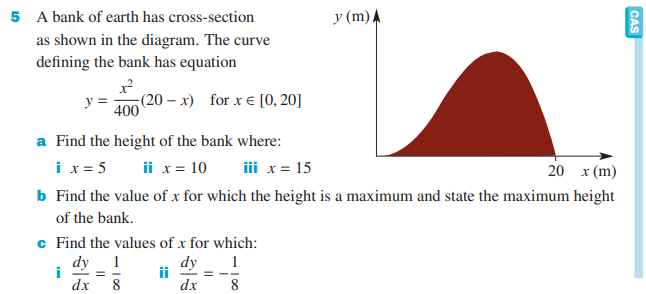 5 A bank of earth has cross-section
as shown in the diagram. The curve
defining the bank has equation
y = x²/400 (20 – x) for x ∈ [0, 20]
y (m)
20 x (m)
CAS
a Find the height of the bank where:
i x = 5 ii x = 10 iii x = 15
b Find the value of x for which the height is a maximum and state the maximum height
of the bank.
c Find the values of x for which:
i dy/dx = 1/8 ii dy/dx = –1/8